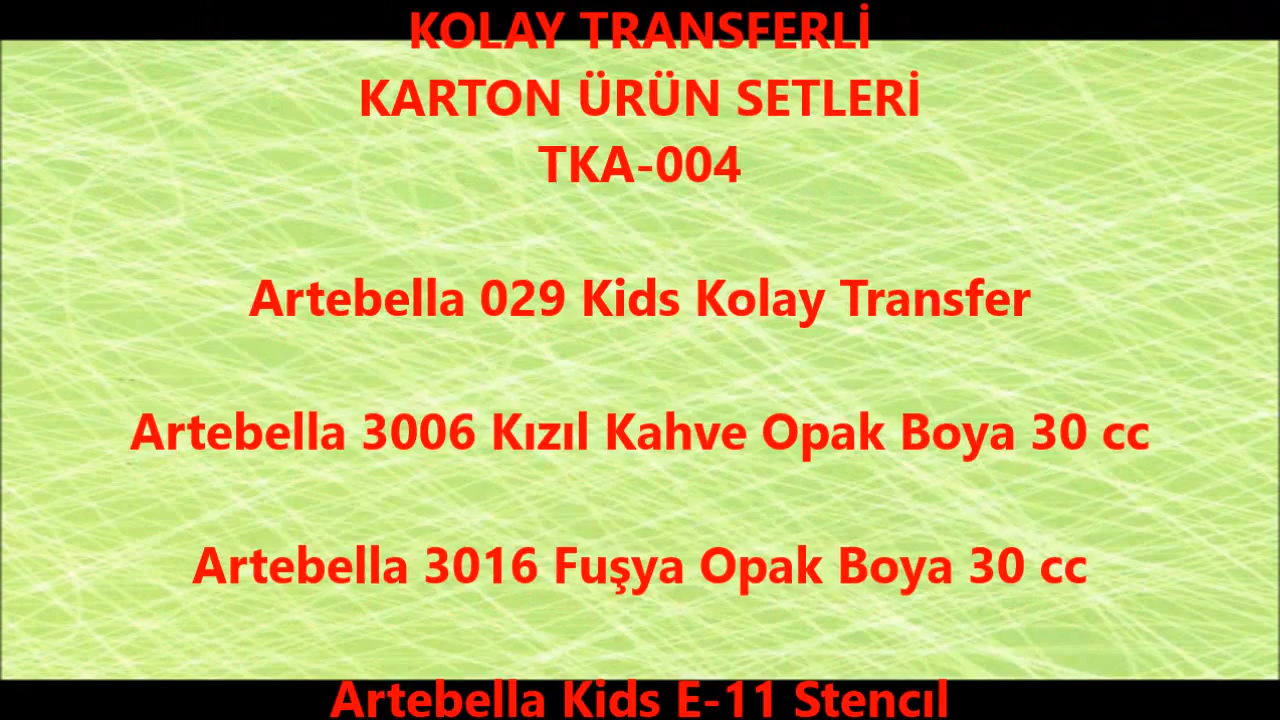 KOLAY TRANSFERLİ
KARTON ÜRÜN SETLERİ
TKA-004
Artebella 029 Kids Kolay Transfer
Artebella 3006 Kızıl Kahve Opak Boya 30 cc
Artebella 3016 Fuşya Opak Boya 30 cc
Artebella Kids E-11 Stencıl